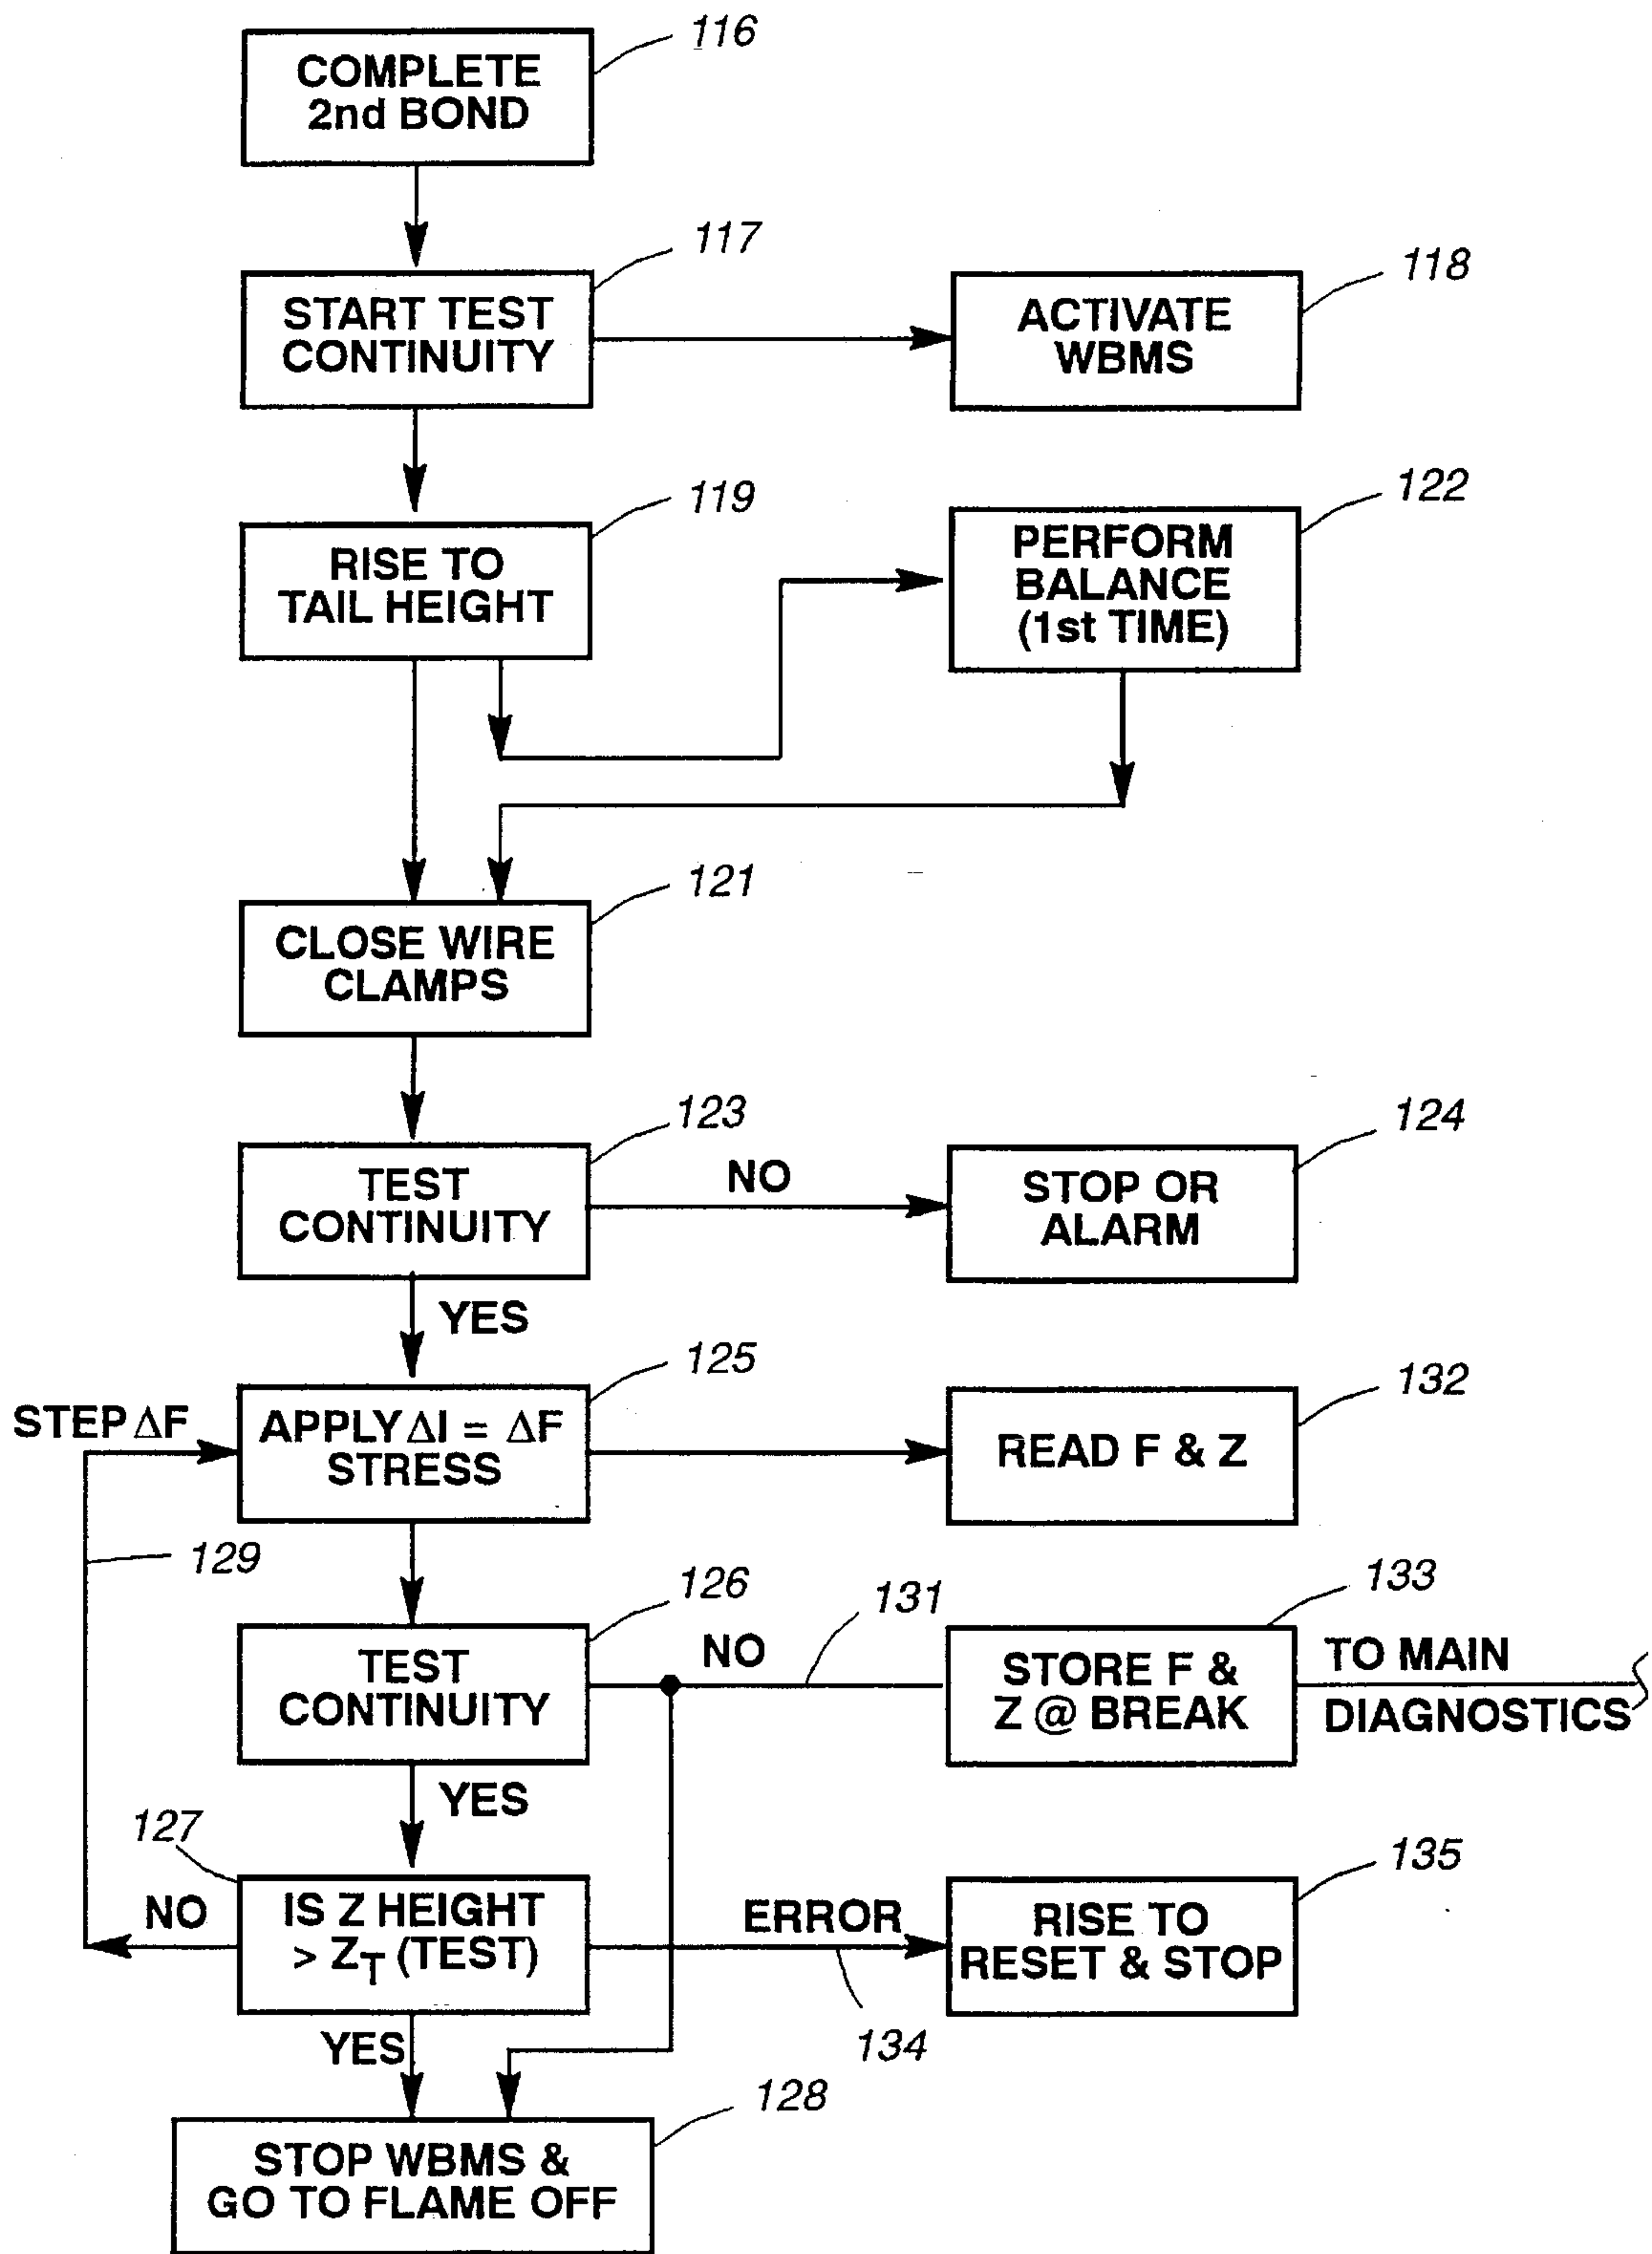 116
COMPLETE
2nd BOND
117
START TEST
CONTINUITY
118
ACTIVATE
WBMS
119
RISE TO
TAIL HEIGHT
122
PERFORM
BALANCE
(1st TIME)
121
CLOSE WIRE
CLAMPS
123
TEST
CONTINUITY
NO
124
STOP OR
ALARM
YES
125
STEP ΔF
APPLY ΔI = ΔF
STRESS
132
READ F & Z
129
126
TEST
CONTINUITY
NO
131
133
STORE F &
Z @ BREAK
TO MAIN
DIAGNOSTICS
YES
127
NO
IS Z HEIGHT
> Z_T (TEST)
ERROR
134
135
RISE TO
RESET & STOP
YES
128
STOP WBMS &
GO TO FLAME OFF